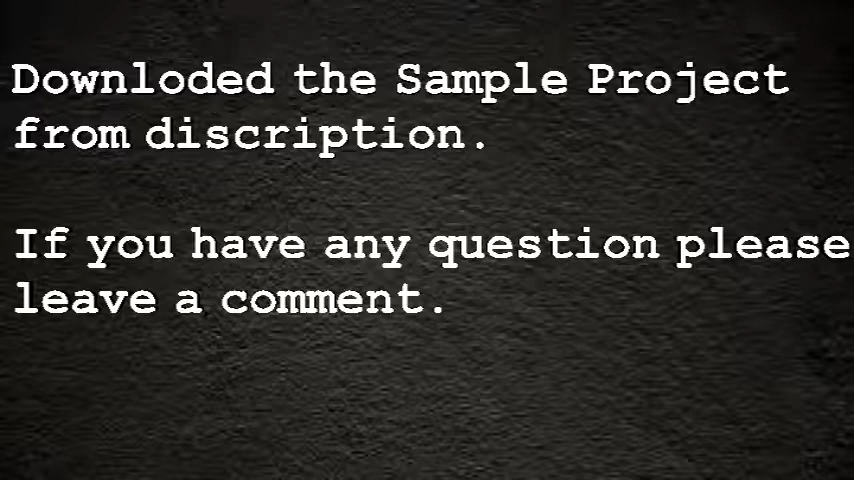 Downloded the Sample Project
from discription.
If you have any question please
leave a comment.